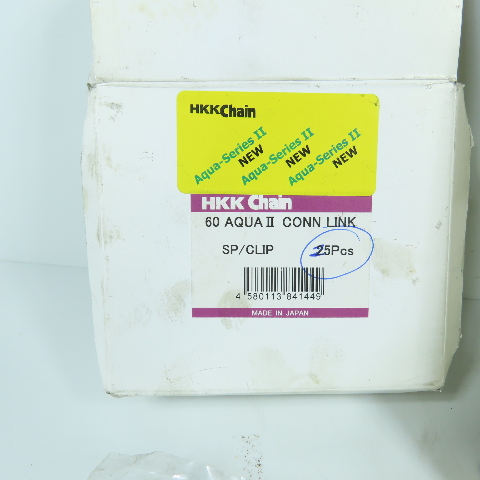 HKKChain
Aqua-Series II Aqua-Series II Aqua-Series II
NEW NEW NEW
HKK Chain
60 AQUA II CONN LINK
SP/CLIP 25Pcs
4 580113 841449
MADE IN JAPAN